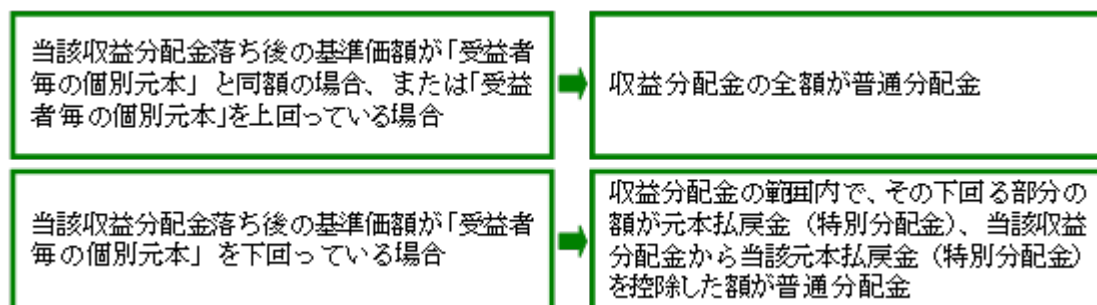 当該収益分配金落ち後の基準価額が「受益者
毎の個別元本」と同額の場合、または「受益
者毎の個別元本」を上回っている場合
収益分配金の全額が普通分配金
当該収益分配金落ち後の基準価額が「受益者
毎の個別元本」を下回っている場合
収益分配金の範囲内で、その下回る部分の
額が元本払戻金（特別分配金）、当該収益
分配金から当該元本払戻金（特別分配金）
を控除した額が普通分配金